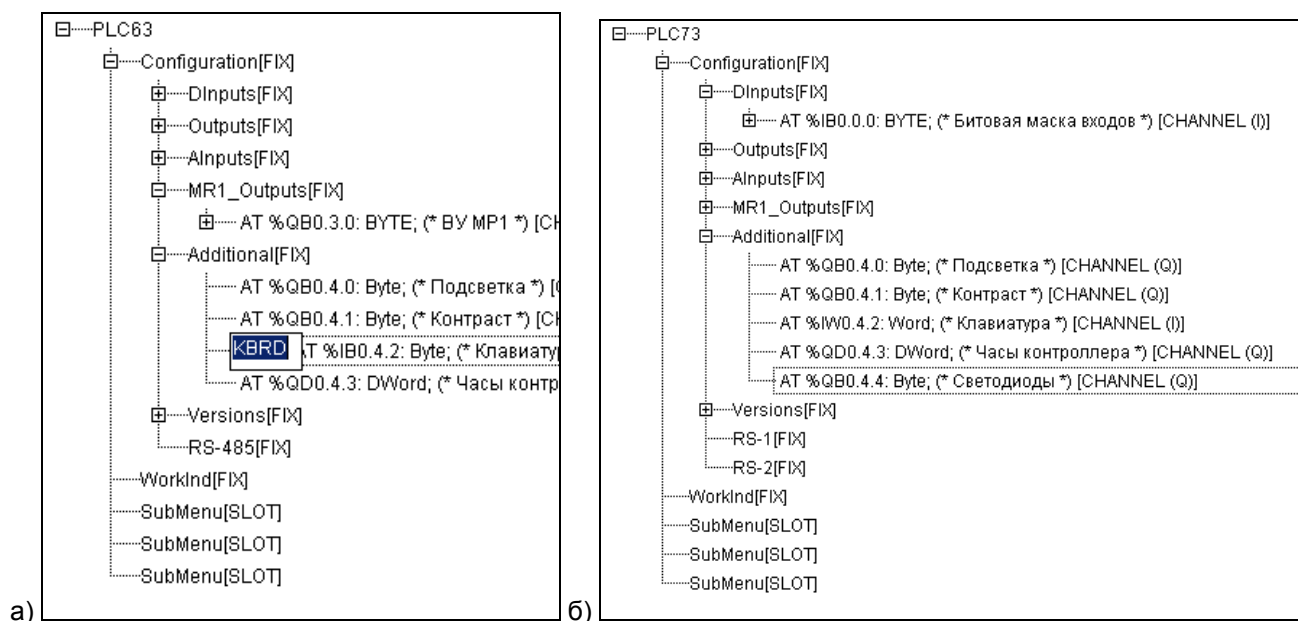 PLC63
Configuration[FIX]
DInputs[FIX]
Outputs[FIX]
AInputs[FIX]
MR1_Outputs[FIX]
AT %QB0.3.0: BYTE; (* ВУ МР1 *) [CH
Additional[FIX]
AT %QB0.4.0: Byte; (* Подсветка *) [
AT %QB0.4.1: Byte; (* Контраст *) [CH
KBRD T %IB0.4.2: Byte; (* Клавиату
AT %QD0.4.3: DWord; (* Часы контр
Versions[FIX]
RS-485[FIX]
WorkInd[FIX]
SubMenu[SLOT]
SubMenu[SLOT]
SubMenu[SLOT]
а)
PLC73
Configuration[FIX]
DInputs[FIX]
AT %IB0.0.0: BYTE; (* Битовая маска входов *) [CHANNEL (I)]
Outputs[FIX]
AInputs[FIX]
MR1_Outputs[FIX]
Additional[FIX]
AT %QB0.4.0: Byte; (* Подсветка *) [CHANNEL (Q)]
AT %QB0.4.1: Byte; (* Контраст *) [CHANNEL (Q)]
AT %IW0.4.2: Word; (* Клавиатура *) [CHANNEL (I)]
AT %QD0.4.3: DWord; (* Часы контроллера *) [CHANNEL (Q)]
AT %QB0.4.4: Byte; (* Светодиоды *) [CHANNEL (Q)]
Versions[FIX]
RS-1[FIX]
RS-2[FIX]
WorkInd[FIX]
SubMenu[SLOT]
SubMenu[SLOT]
SubMenu[SLOT]
б)